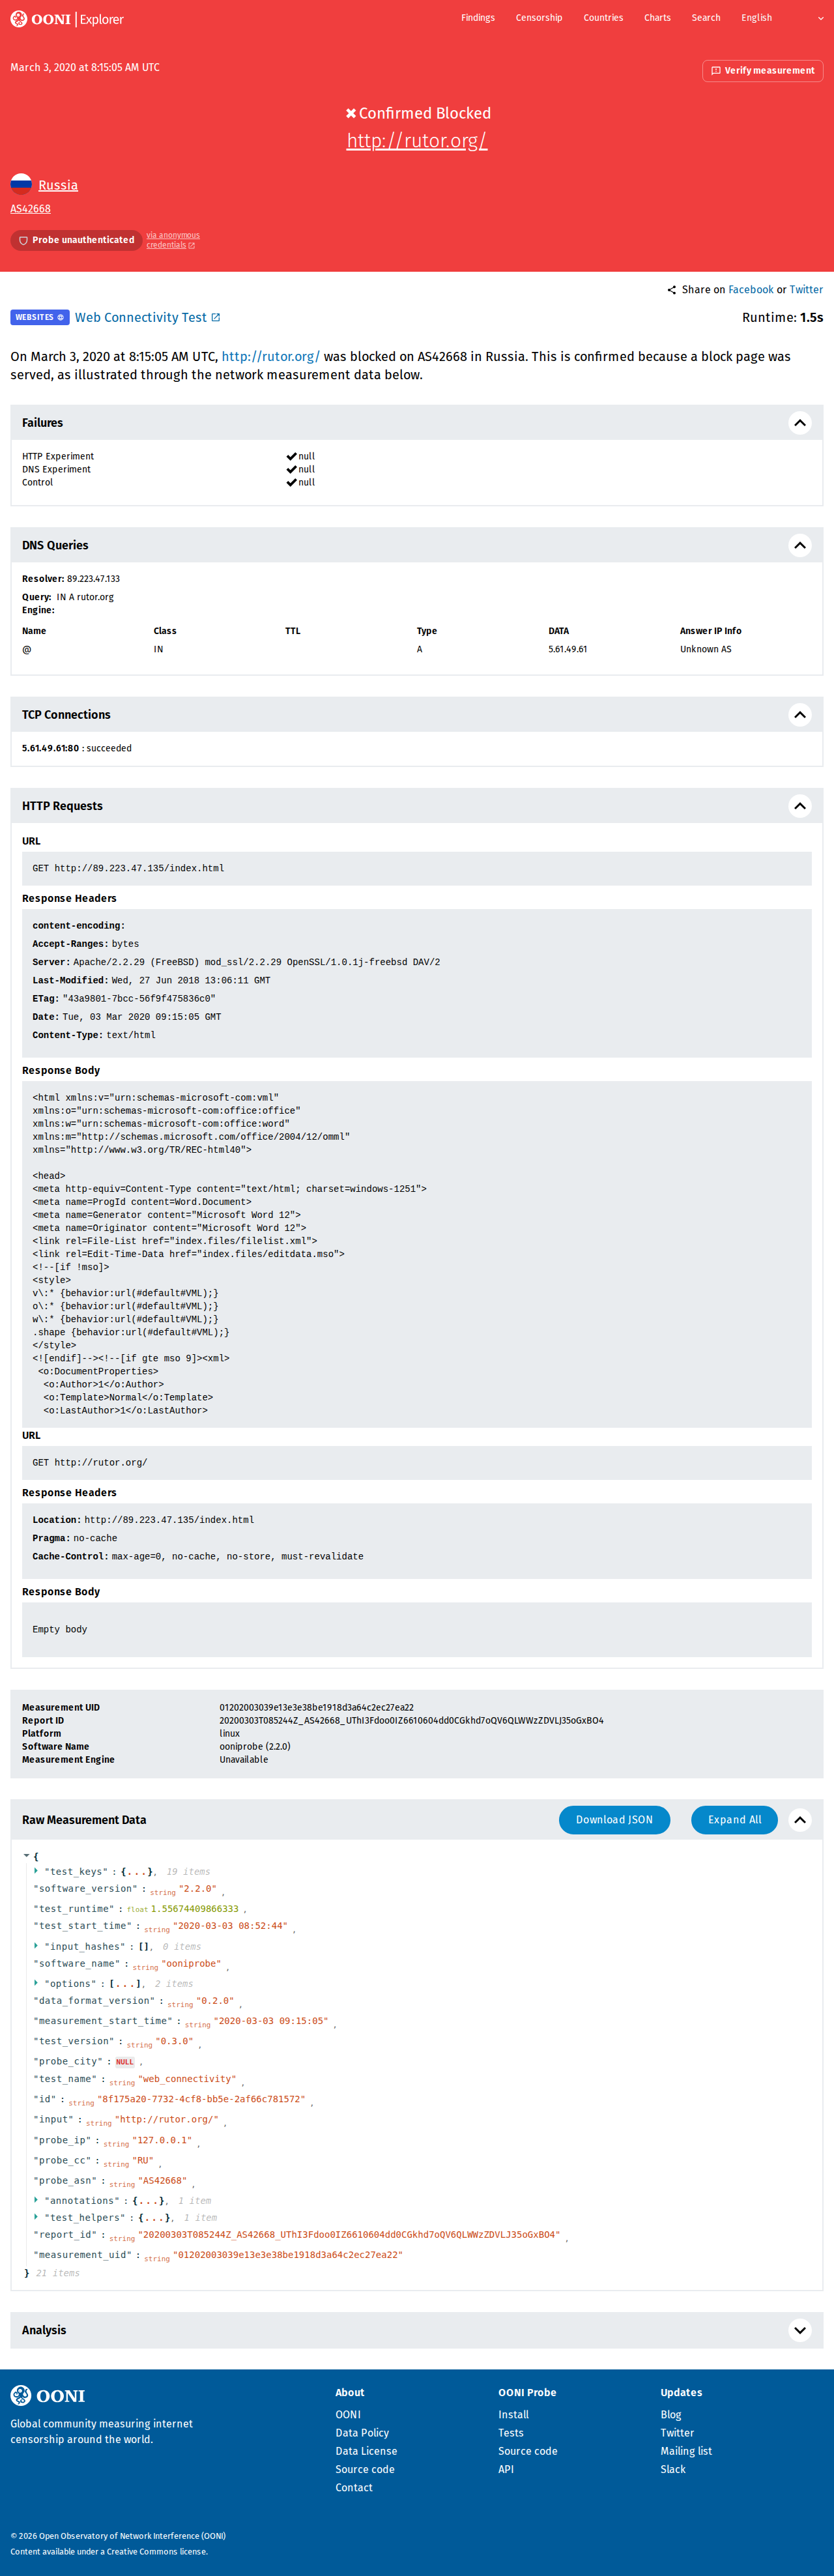 OONI | Explorer
Findings
Censorship
Countries
Charts
Search
English
March 3, 2020 at 8:15:05 AM UTC
Verify measurement
Confirmed Blocked
http://rutor.org/
Russia
AS42668
Probe unauthenticated
via anonymous
credentials
Share on Facebook or Twitter
WEBSITES
Web Connectivity Test
Runtime: 1.5s
On March 3, 2020 at 8:15:05 AM UTC, http://rutor.org/ was blocked on AS42668 in Russia. This is confirmed because a block page was
served, as illustrated through the network measurement data below.
Failures
HTTP Experiment null
DNS Experiment null
Control null
DNS Queries
Resolver: 89.223.47.133
Query: IN A rutor.org
Engine:
Name Class TTL Type DATA Answer IP Info
@ IN A 5.61.49.61 Unknown AS
TCP Connections
5.61.49.61:80 : succeeded
HTTP Requests
URL
GET http://89.223.47.135/index.html
Response Headers
content-encoding:
Accept-Ranges: bytes
Server: Apache/2.2.29 (FreeBSD) mod_ssl/2.2.29 OpenSSL/1.0.1j-freebsd DAV/2
Last-Modified: Wed, 27 Jun 2018 13:06:11 GMT
ETag: "43a9801-7bcc-56f9f475836c0"
Date: Tue, 03 Mar 2020 09:15:05 GMT
Content-Type: text/html
Response Body
<html xmlns:v="urn:schemas-microsoft-com:vml"
xmlns:o="urn:schemas-microsoft-com:office:office"
xmlns:w="urn:schemas-microsoft-com:office:word"
xmlns:m="http://schemas.microsoft.com/office/2004/12/omml"
xmlns="http://www.w3.org/TR/REC-html40">
<head>
<meta http-equiv=Content-Type content="text/html; charset=windows-1251">
<meta name=ProgId content=Word.Document>
<meta name=Generator content="Microsoft Word 12">
<meta name=Originator content="Microsoft Word 12">
<link rel=File-List href="index.files/filelist.xml">
<link rel=Edit-Time-Data href="index.files/editdata.mso">
<!--[if !mso]>
<style>
v\:* {behavior:url(#default#VML);}
o\:* {behavior:url(#default#VML);}
w\:* {behavior:url(#default#VML);}
.shape {behavior:url(#default#VML);}
</style>
<![endif]--><!--[if gte mso 9]><xml>
<o:DocumentProperties>
<o:Author>1</o:Author>
<o:Template>Normal</o:Template>
<o:LastAuthor>1</o:LastAuthor>
URL
GET http://rutor.org/
Response Headers
Location: http://89.223.47.135/index.html
Pragma: no-cache
Cache-Control: max-age=0, no-cache, no-store, must-revalidate
Response Body
Empty body
Measurement UID 01202003039e13e3e38be1918d3a64c2ec27ea22
Report ID 20200303T085244Z_AS42668_UThI3Fdoo0IZ6610604dd0CGkhd7oQV6QLWWzZDVLJ35oGxBO4
Platform linux
Software Name ooniprobe (2.2.0)
Measurement Engine Unavailable
Raw Measurement Data
Download JSON
Expand All
{
"test_keys" : {...}, 19 items
"software_version" : string "2.2.0" ,
"test_runtime" : float 1.55674409866333 ,
"test_start_time" : string "2020-03-03 08:52:44" ,
"input_hashes" : [], 0 items
"software_name" : string "ooniprobe" ,
"options" : [...], 2 items
"data_format_version" : string "0.2.0" ,
"measurement_start_time" : string "2020-03-03 09:15:05" ,
"test_version" : string "0.3.0" ,
"probe_city" : NULL ,
"test_name" : string "web_connectivity" ,
"id" : string "8f175a20-7732-4cf8-bb5e-2af66c781572" ,
"input" : string "http://rutor.org/" ,
"probe_ip" : string "127.0.0.1" ,
"probe_cc" : string "RU" ,
"probe_asn" : string "AS42668" ,
"annotations" : {...}, 1 item
"test_helpers" : {...}, 1 item
"report_id" : string "20200303T085244Z_AS42668_UThI3Fdoo0IZ6610604dd0CGkhd7oQV6QLWWzZDVLJ35oGxBO4" ,
"measurement_uid" : string "01202003039e13e3e38be1918d3a64c2ec27ea22"
} 21 items
Analysis
OONI
Global community measuring internet
censorship around the world.
About
OONI
Data Policy
Data License
Source code
Contact
OONI Probe
Install
Tests
Source code
API
Updates
Blog
Twitter
Mailing list
Slack
© 2026 Open Observatory of Network Interference (OONI)
Content available under a Creative Commons license.